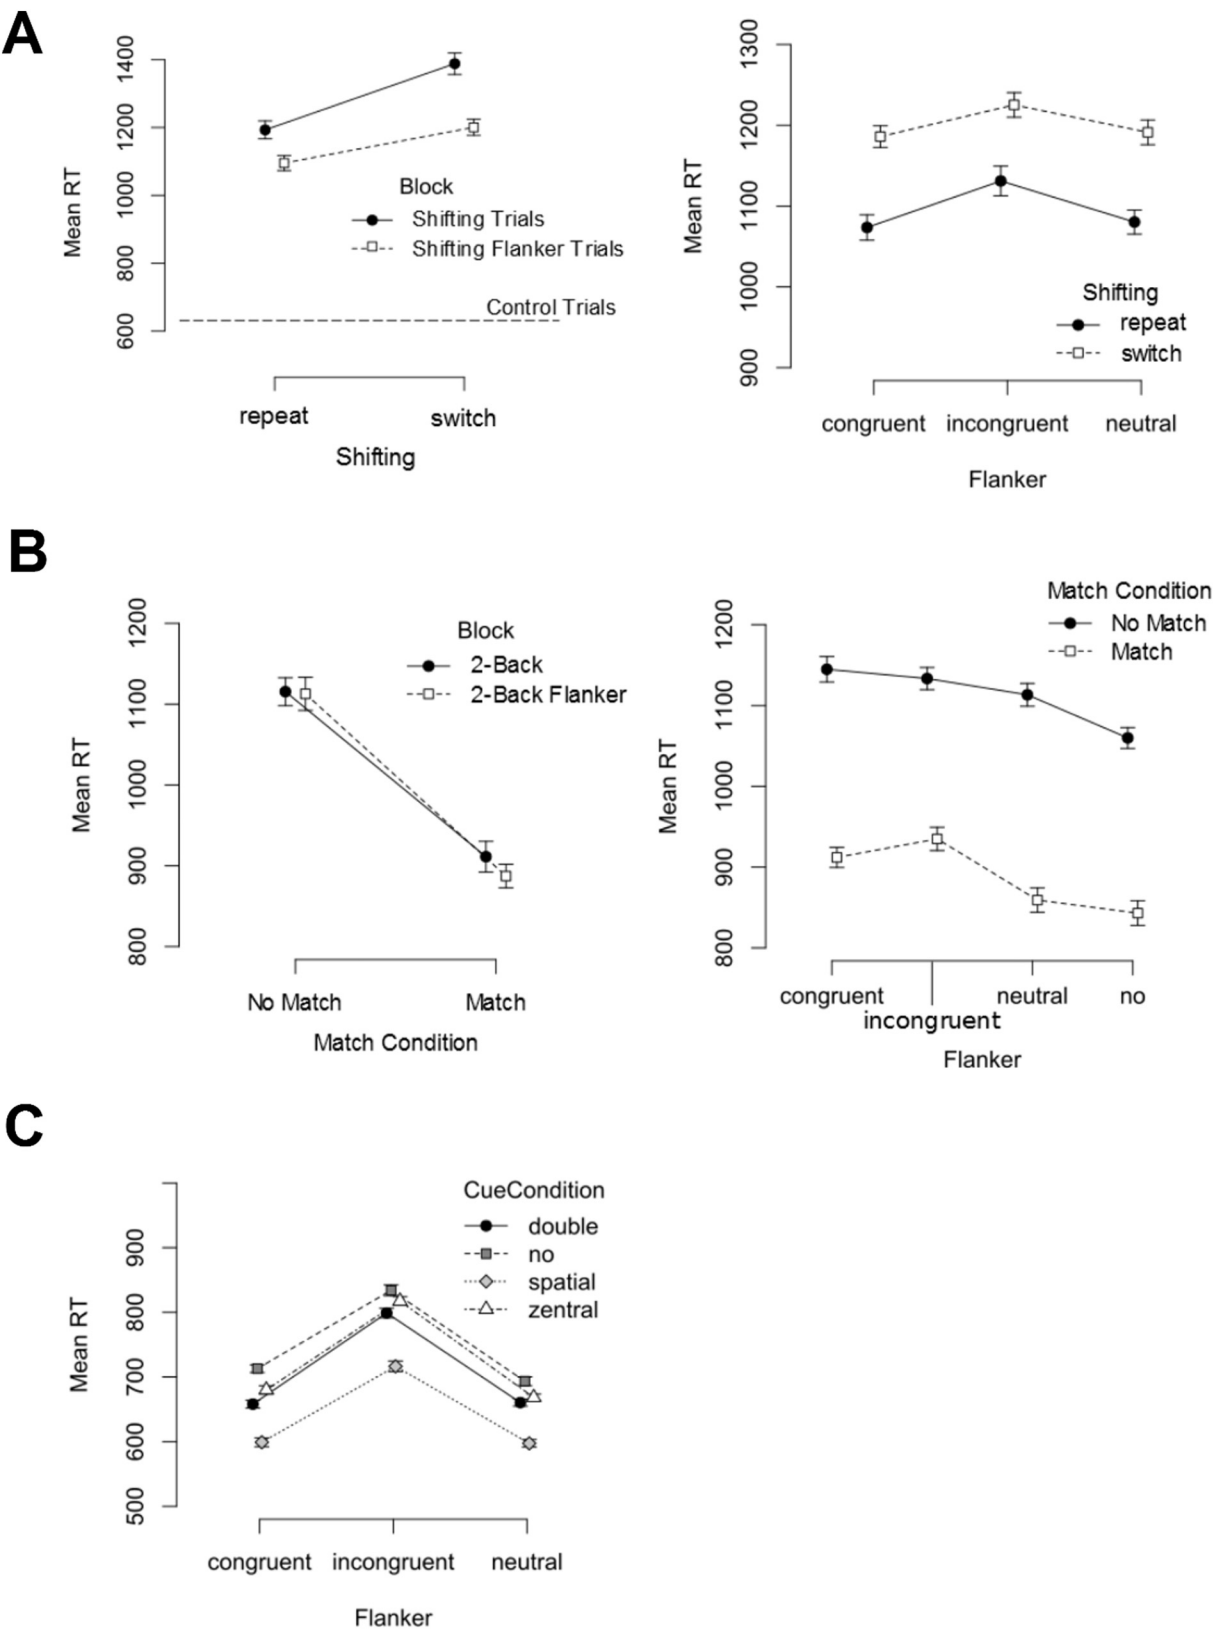 A
Mean RT
600 800 1000 1200 1400
Block
Shifting Trials
Shifting Flanker Trials
Control Trials
repeat switch
Shifting
Mean RT
900 1000 1100 1200 1300
Shifting
repeat
switch
congruent incongruent neutral
Flanker
B
Mean RT
800 900 1000 1100 1200
Block
2-Back
2-Back Flanker
No Match Match
Match Condition
Mean RT
800 900 1000 1100 1200
Match Condition
No Match
Match
congruent neutral no
incongruent
Flanker
C
Mean RT
500 600 700 800 900
CueCondition
double
no
spatial
zentral
congruent incongruent neutral
Flanker